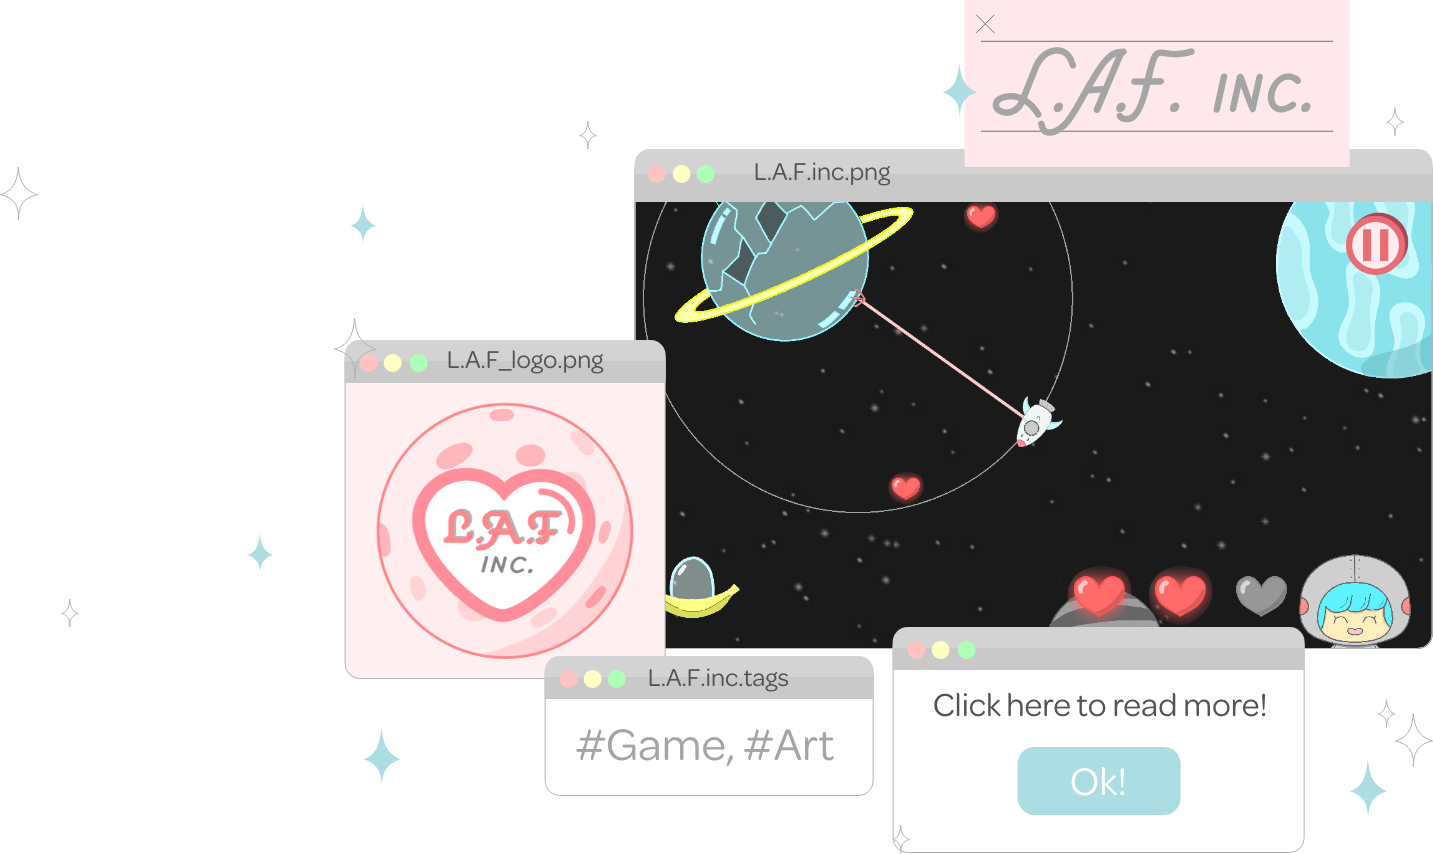 L.A.F. INC.
L.A.F.inc.png
L.A.F_logo.png
L.A.F
INC.
L.A.F.inc.tags
#Game, #Art
Click here to read more!
Ok!